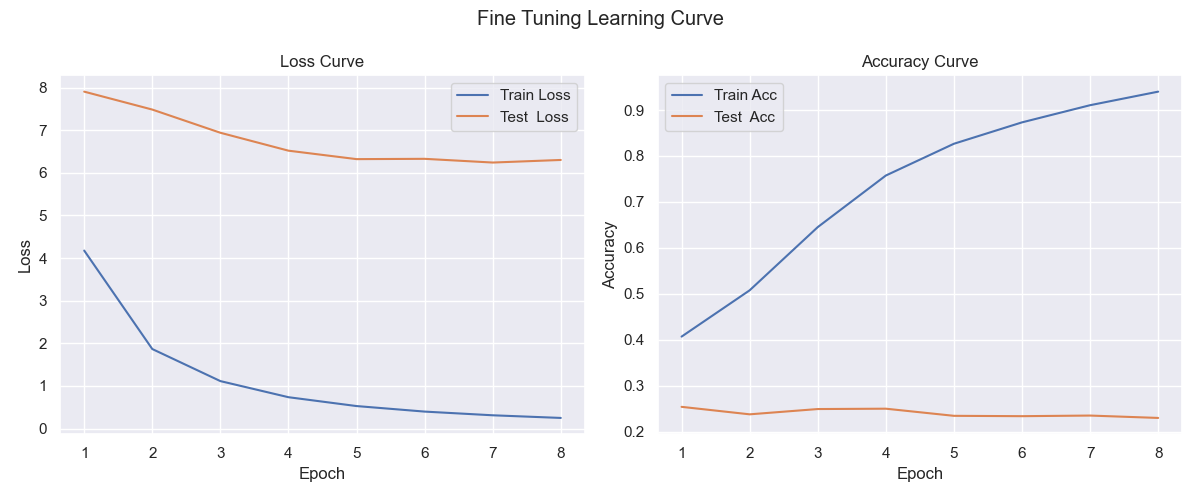 Fine Tuning Learning Curve
Loss Curve
8
7
6
5
4
3
2
1
0
Loss
Train Loss
Test  Loss
1 2 3 4 5 6 7 8
Epoch
Accuracy Curve
0.9
0.8
0.7
0.6
0.5
0.4
0.3
0.2
Accuracy
Train Acc
Test  Acc
1 2 3 4 5 6 7 8
Epoch